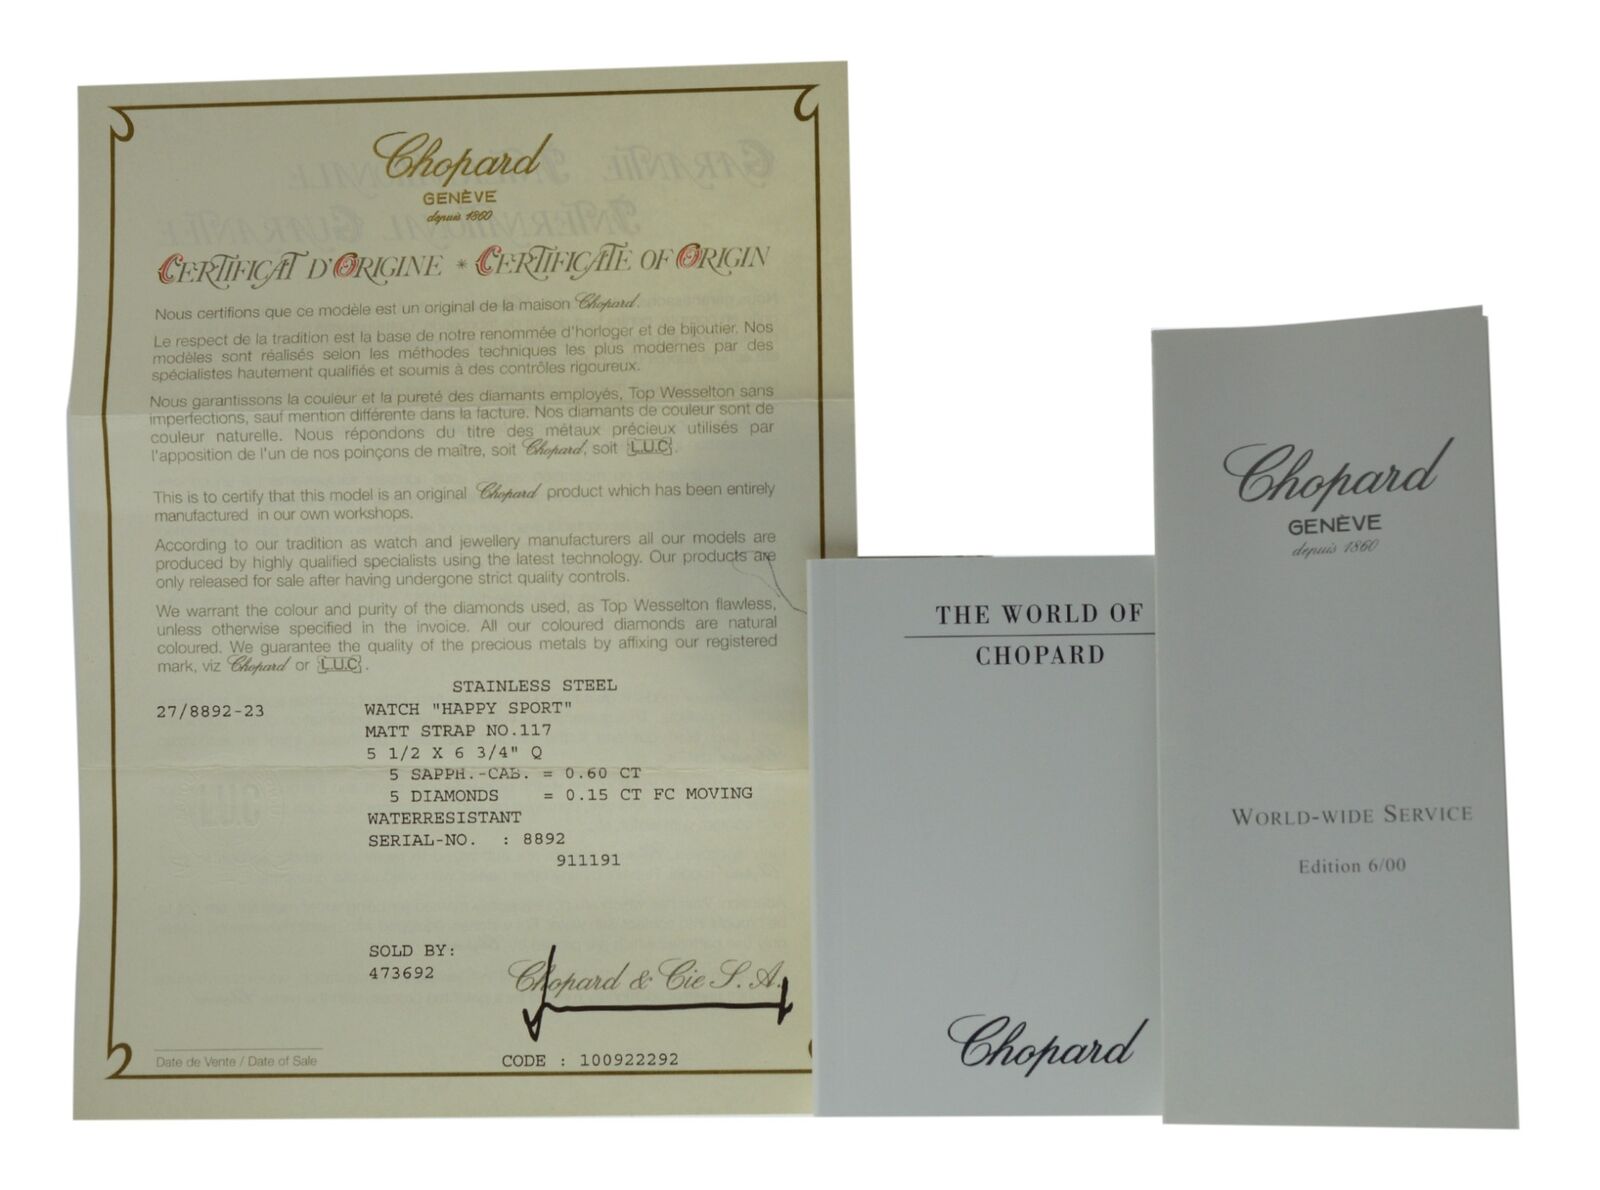 Chopard
GENÈVE
depuis 1860
CERTIFICAT D'ORIGINE * CERTIFICATE OF ORIGIN
Nous certifions que ce modèle est un original de la maison Chopard.
Le respect de la tradition est la base de notre renommée d'horloger et de bijoutier. Nos
modèles sont réalisés selon les méthodes techniques les plus modernes par des
spécialistes hautement qualifiés et soumis à des contrôles rigoureux.
Nous garantissons la couleur et la pureté des diamants employés, Top Wesselton sans
imperfections, sauf mention différente dans la facture. Nos diamants de couleur sont de
couleur naturelle. Nous répondons du titre des métaux précieux utilisés par
l'apposition de l'un de nos poinçons de maître, soit Chopard, soit L.U.C.
This is to certify that this model is an original Chopard product which has been entirely
manufactured in our own workshops.
According to our tradition as watch and jewellery manufacturers all our models are
produced by highly qualified specialists using the latest technology. Our products are
only released for sale after having undergone strict quality controls.
We warrant the colour and purity of the diamonds used, as Top Wesselton flawless,
unless otherwise specified in the invoice. All our coloured diamonds are natural
coloured. We guarantee the quality of the precious metals by affixing our registered
mark, viz Chopard or L.U.C.
STAINLESS STEEL
27/8892-23 WATCH "HAPPY SPORT"
MATT STRAP NO.117
5 1/2 X 6 3/4" Q
5 SAPPH.-CAB. = 0.60 CT
5 DIAMONDS = 0.15 CT FC MOVING
WATERRESISTANT
SERIAL-NO. : 8892
911191
SOLD BY:
473692
Chopard & Cie S.A.
Date de Vente / Date of Sale
CODE : 100922292
THE WORLD OF
CHOPARD
Chopard
Chopard
GENÈVE
depuis 1860
WORLD-WIDE SERVICE
Edition 6/00